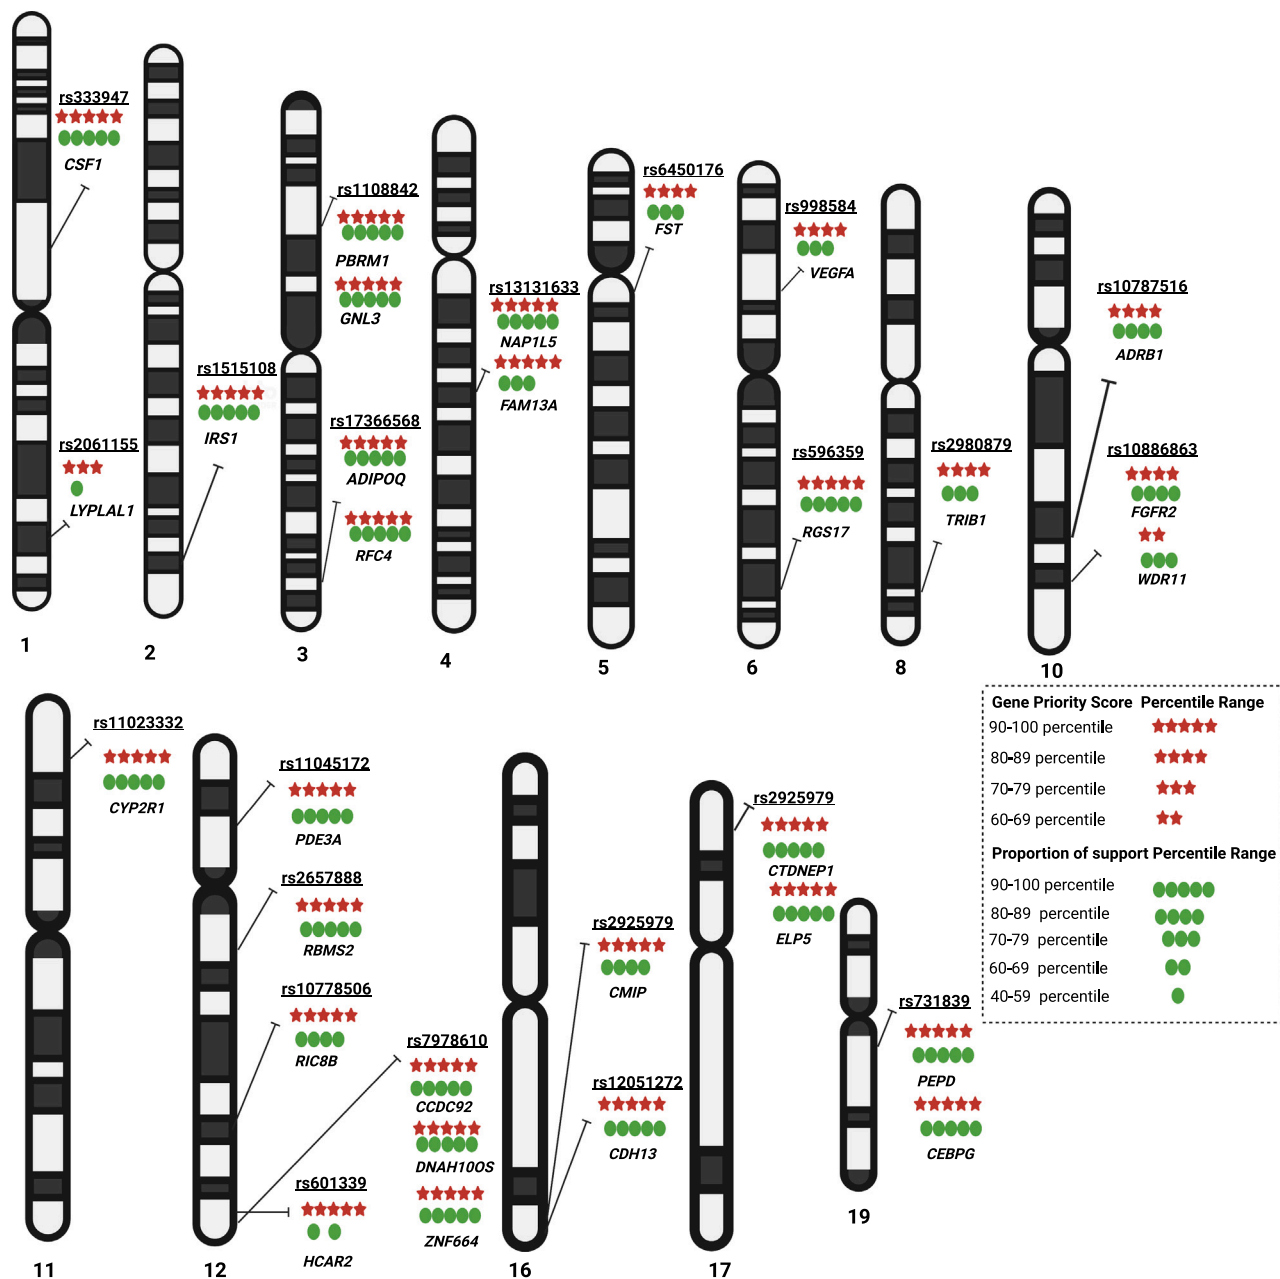 rs333947
CSF1
rs2061155
LYPLAL1
1
rs1515108
IRS1
2
rs1108842
PBRM1
GNL3
rs17366568
ADIPOQ
RFC4
3
rs13131633
NAP1L5
FAM13A
4
rs6450176
FST
5
rs998584
VEGFA
rs596359
RGS17
6
rs2980879
TRIB1
8
rs10787516
ADRB1
rs10886863
FGFR2
WDR11
10
Gene Priority Score Percentile Range
90-100 percentile
80-89 percentile
70-79 percentile
60-69 percentile
Proportion of support Percentile Range
90-100 percentile
80-89 percentile
70-79 percentile
60-69 percentile
40-59 percentile
rs11023332
CYP2R1
11
rs11045172
PDE3A
rs2657888
RBMS2
rs10778506
RIC8B
rs7978610
CCDC92
DNAH10OS
ZNF664
rs601339
HCAR2
12
rs2925979
CMIP
rs12051272
CDH13
16
rs2925979
CTDNEP1
ELP5
17
rs731839
PEPD
CEBPG
19